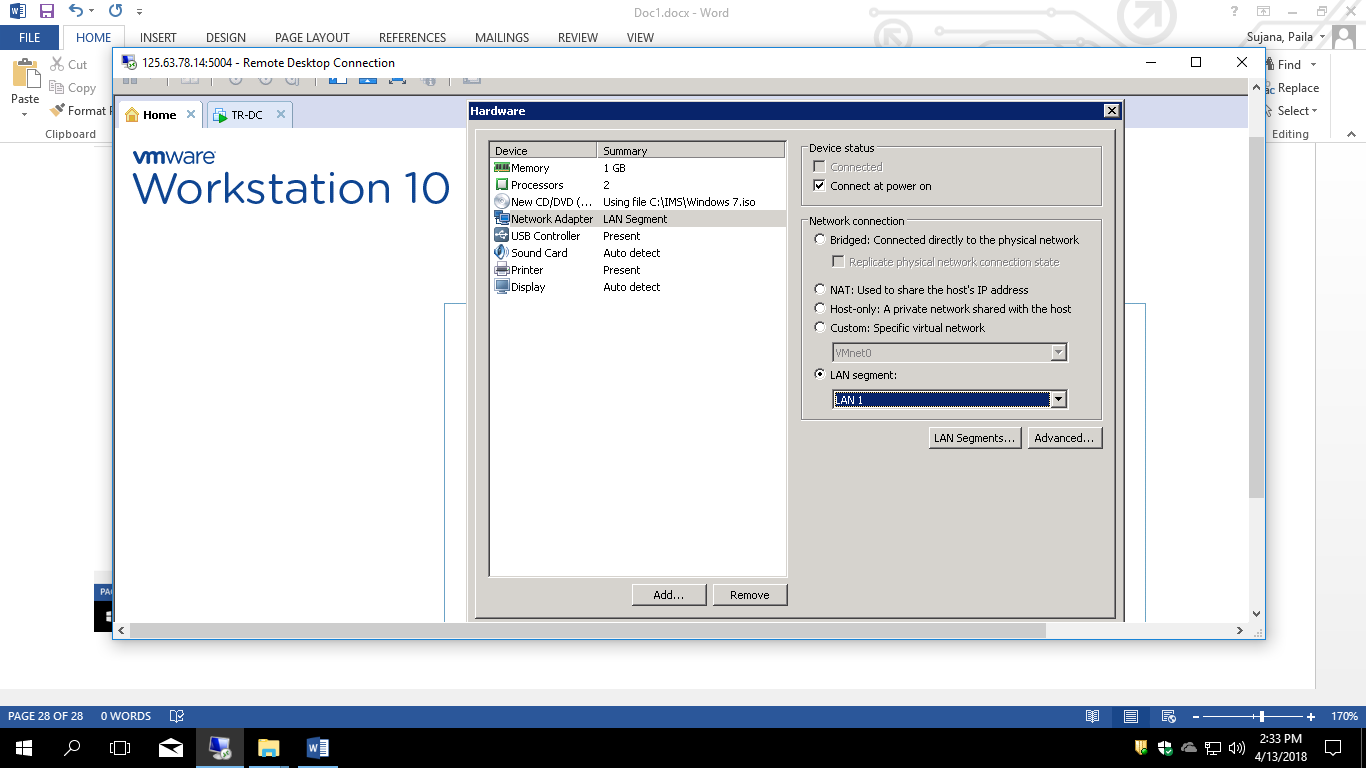 Doc1.docx - Word
FILE HOME INSERT DESIGN PAGE LAYOUT REFERENCES MAILINGS REVIEW VIEW Sujana, Paila
125.63.78.14:5004 - Remote Desktop Connection
Paste
Cut
Copy
Format
Clipboard
Find
Replace
Select
Editing
Home TR-DC
vmware
Workstation 10
Hardware
Device Summary
Memory 1 GB
Processors 2
New CD/DVD (... Using file C:\IMS\Windows 7.iso
Network Adapter LAN Segment
USB Controller Present
Sound Card Auto detect
Printer Present
Display Auto detect
Add... Remove
Device status
Connected
Connect at power on
Network connection
Bridged: Connected directly to the physical network
Replicate physical network connection state
NAT: Used to share the host's IP address
Host-only: A private network shared with the host
Custom: Specific virtual network
VMnet0
LAN segment:
LAN 1
LAN Segments... Advanced...
PAGE 28 OF 28 0 WORDS 170%
2:33 PM
4/13/2018